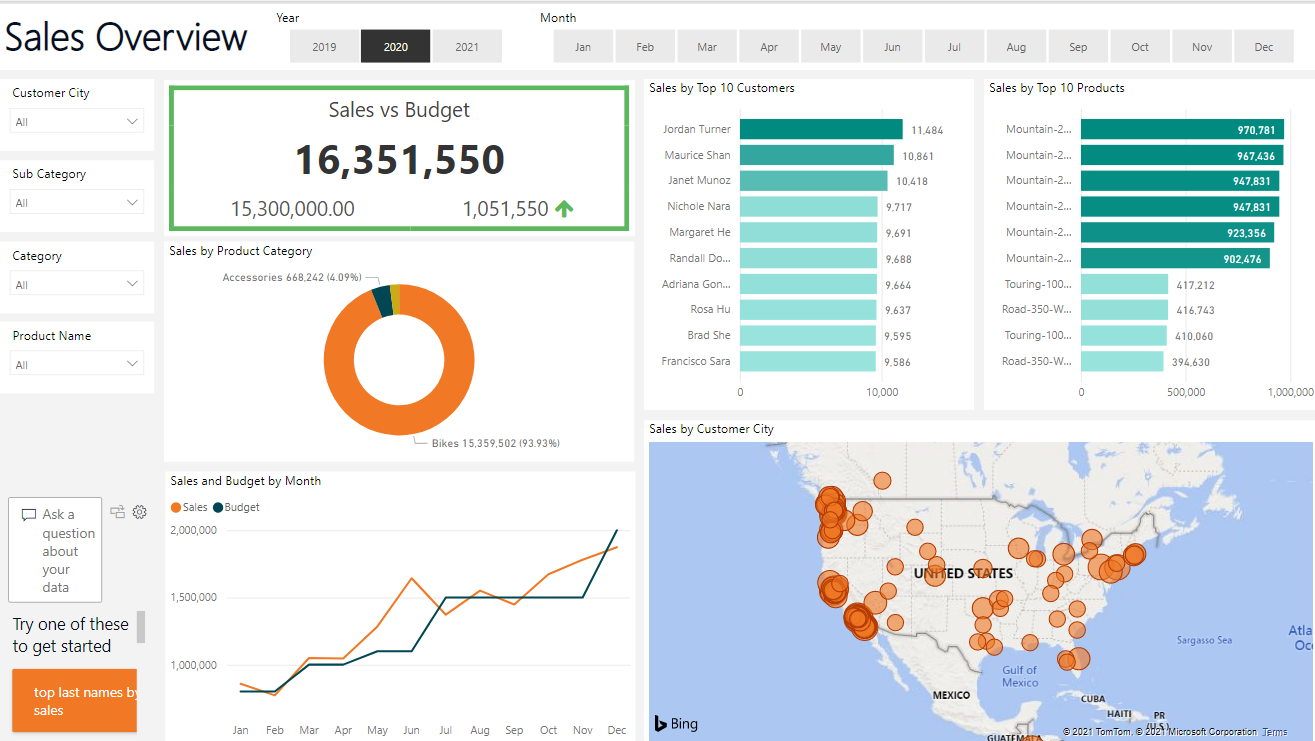 Sales Overview
Year
2019
2020
2021
Month
Jan
Feb
Mar
Apr
May
Jun
Jul
Aug
Sep
Oct
Nov
Dec
Customer City
All
Sub Category
All
Category
All
Product Name
All
Ask a
question
about
your
data
Try one of these
to get started
top last names by
sales
Sales vs Budget
16,351,550
15,300,000.00
1,051,550
Sales by Product Category
Accessories 668,242 (4.09%)
Bikes 15,359,502 (93.93%)
Sales and Budget by Month
Sales
Budget
2,000,000
1,500,000
1,000,000
Jan
Feb
Mar
Apr
May
Jun
Jul
Aug
Sep
Oct
Nov
Dec
Sales by Top 10 Customers
Jordan Turner 11,484
Maurice Shan 10,861
Janet Munoz 10,418
Nichole Nara 9,717
Margaret He 9,691
Randall Do... 9,688
Adriana Gon... 9,664
Rosa Hu 9,637
Brad She 9,595
Francisco Sara 9,586
0
10,000
Sales by Top 10 Products
Mountain-2... 970,781
Mountain-2... 967,436
Mountain-2... 947,831
Mountain-2... 947,831
Mountain-2... 923,356
Mountain-2... 902,476
Touring-100... 417,212
Road-350-W... 416,743
Touring-100... 410,060
Road-350-W... 394,630
0
500,000
1,000,000
Sales by Customer City
UNITED STATES
Sargasso Sea
Atla
Oc
Gulf of
Mexico
MEXICO
CUBA
HAITI
PR
(U.S.)
GUATEMALA
Bing
© 2021 TomTom, © 2021 Microsoft Corporation Terms